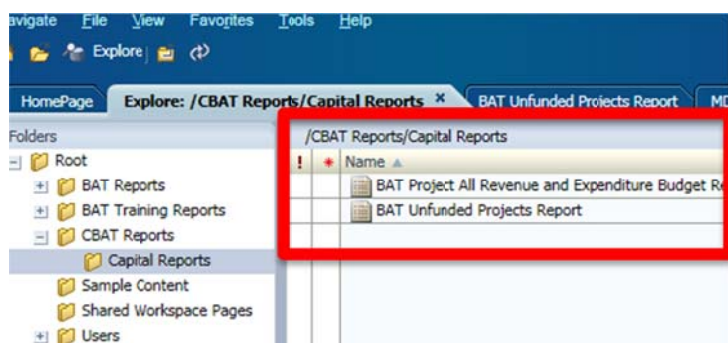 avigate File View Favorites Tools Help
Explore
HomePage Explore: /CBAT Reports/Capital Reports × BAT Unfunded Projects Report MD
Folders
/CBAT Reports/Capital Reports
Root
! * Name
BAT Reports
BAT Project All Revenue and Expenditure Budget Re
BAT Training Reports
BAT Unfunded Projects Report
CBAT Reports
Capital Reports
Sample Content
Shared Workspace Pages
Users